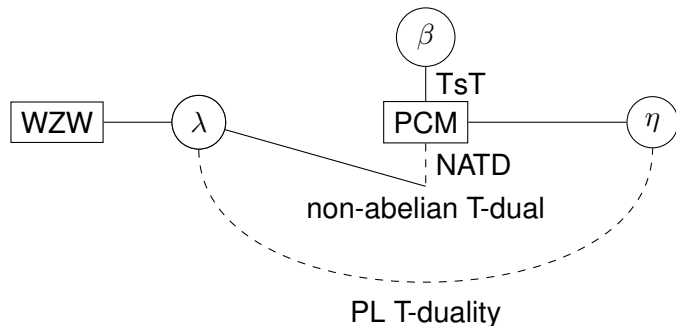 β
TsT
WZW
λ
PCM
η
NATD
non-abelian T-dual
PL T-duality